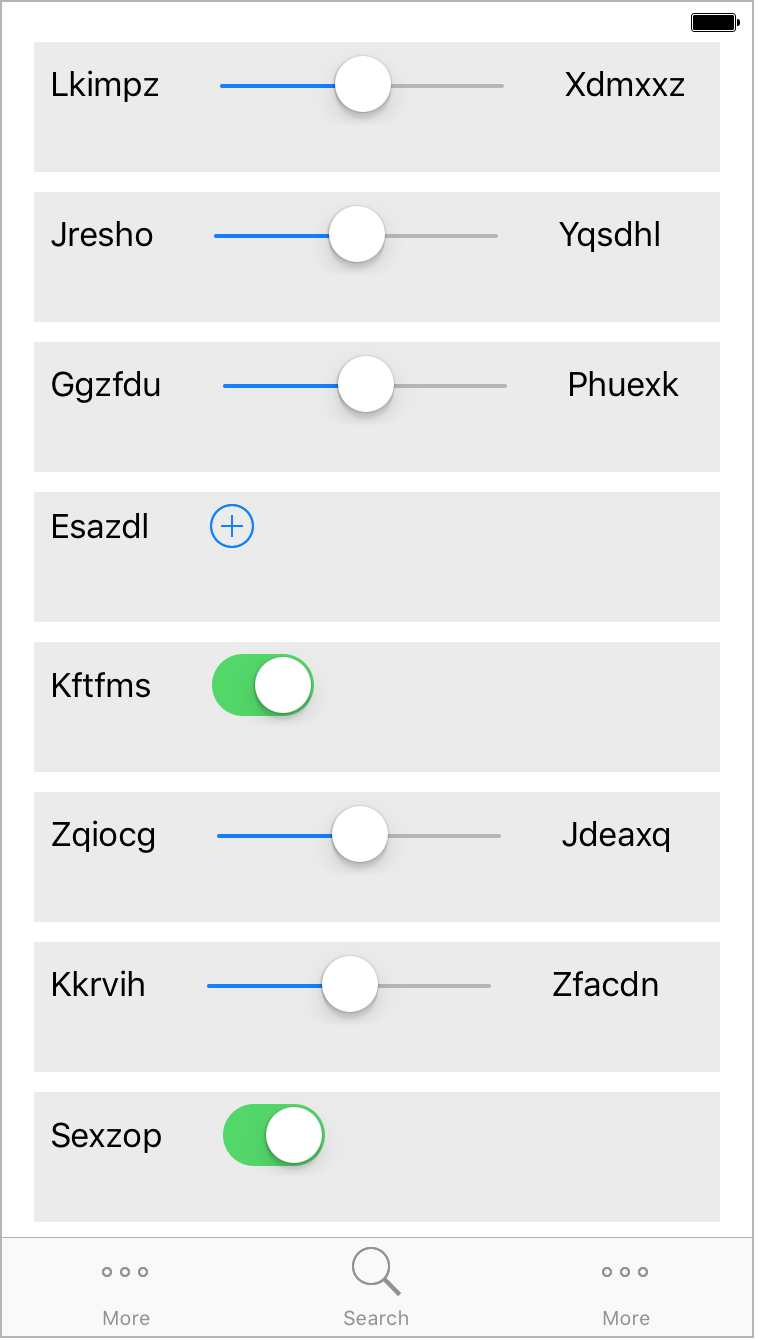 Lkimpz Xdmxxz
Jresho Yqsdhl
Ggzfdu Phuexk
Esazdl
Kftfms
Zqiocg Jdeaxq
Kkrvih Zfacdn
Sexzop
More Search More